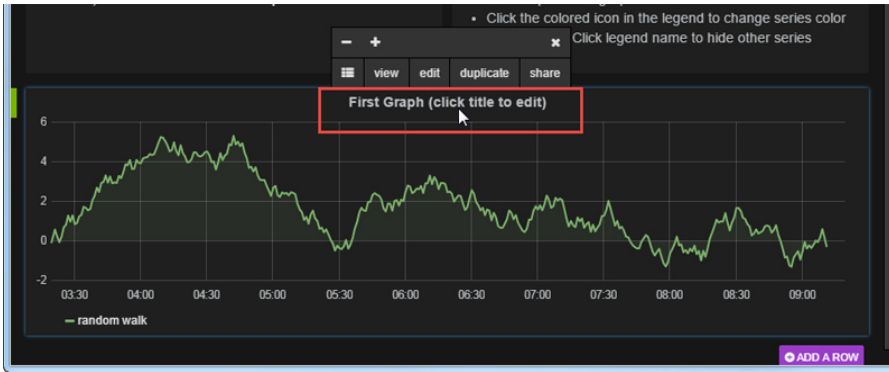 Click the colored icon in the legend to change series color
Click legend name to hide other series
view edit duplicate share
First Graph (click title to edit)
6
4
2
0
-2
03:30 04:00 04:30 05:00 05:30 06:00 06:30 07:00 07:30 08:00 08:30 09:00
random walk
ADD A ROW